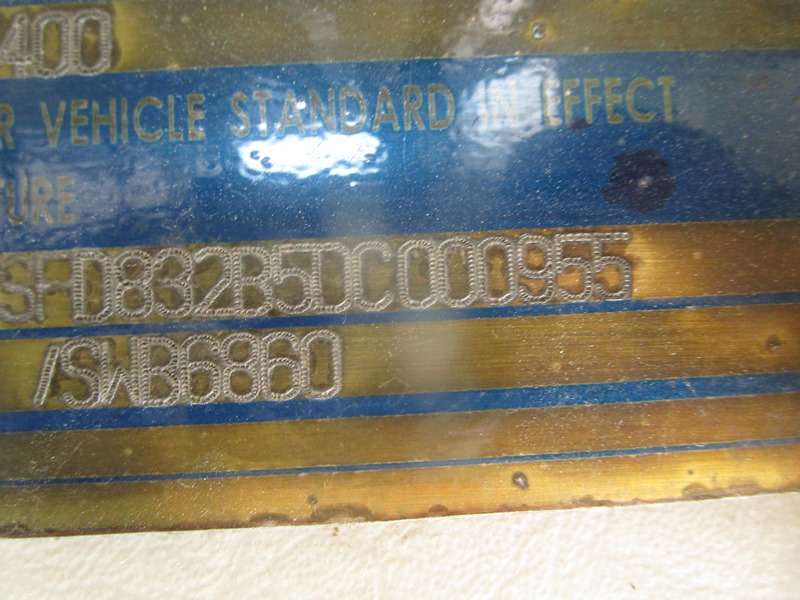 400
R VEHICLE STANDARD IN EFFECT
TURE
SFD832B5DC000955
/SWB6860